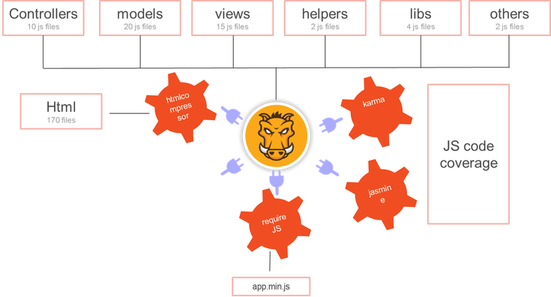 Controllers
10 js files
models
20 js files
views
15 js files
helpers
2 js files
libs
4 js files
others
2 js files
Html
170 files
htmlco
mpres
sor
karma
JS code
coverage
jasmin
e
require
JS
app.min.js